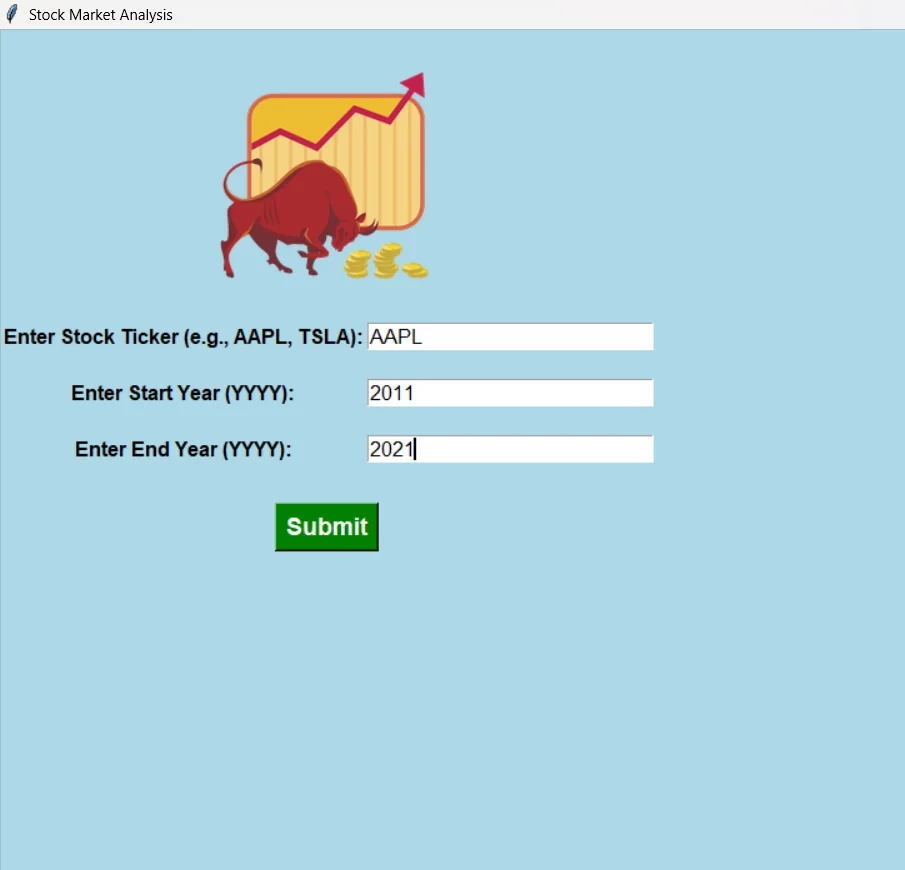 Stock Market Analysis
Enter Stock Ticker (e.g., AAPL, TSLA): AAPL
Enter Start Year (YYYY): 2011
Enter End Year (YYYY): 2021
Submit